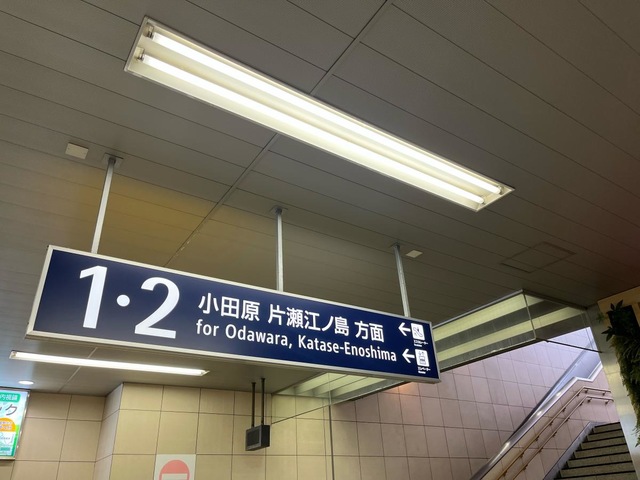 1・2
小田原 片瀬江ノ島 方面
for Odawara, Katase-Enoshima
←
←